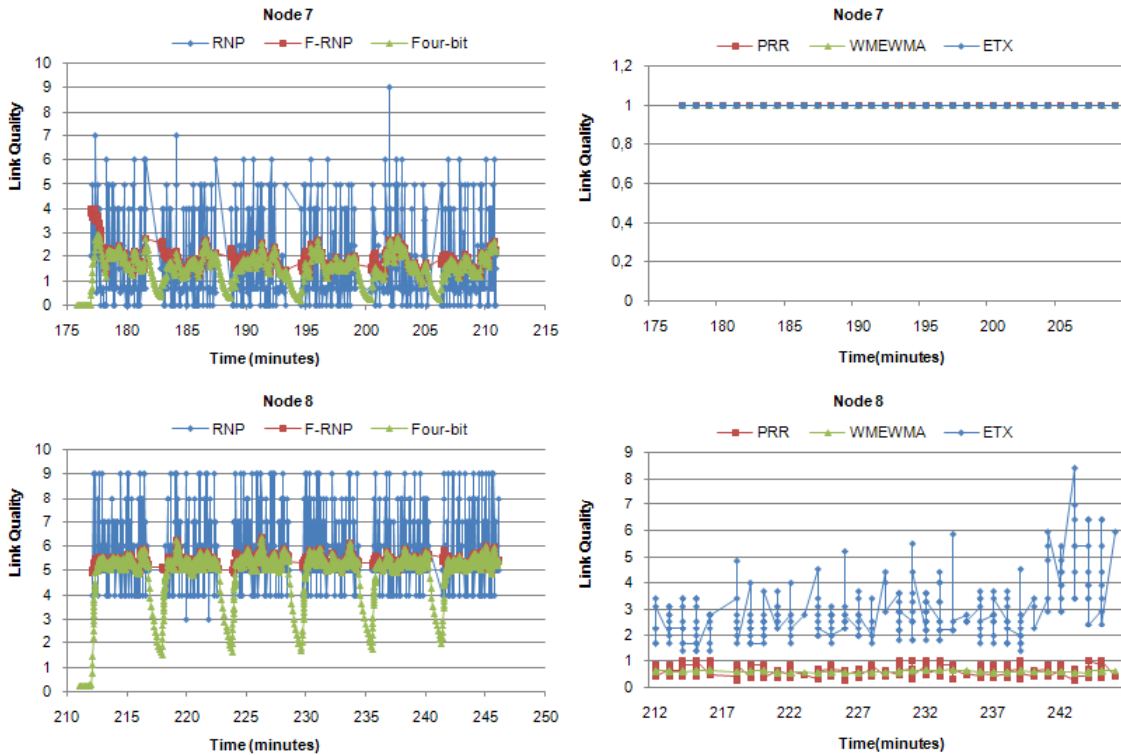 Node 7
RNP F-RNP Four-bit
Link Quality
10
9
8
7
6
5
4
3
2
1
0
175 180 185 190 195 200 205 210 215
Time (minutes)
Node 7
PRR WMEWMA ETX
Link Quality
1,2
1
0,8
0,6
0,4
0,2
0
175 180 185 190 195 200 205
Time(minutes)
Node 8
RNP F-RNP Four-bit
Link Quality
10
9
8
7
6
5
4
3
2
1
0
210 215 220 225 230 235 240 245 250
Time (minutes)
Node 8
PRR WMEWMA ETX
Link Quality
9
8
7
6
5
4
3
2
1
0
212 217 222 227 232 237 242
Time(minutes)